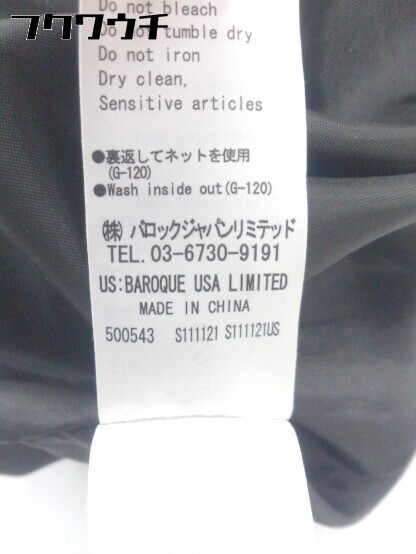 フクワウチ
Do not bleach
Do not tumble dry
Do not iron
Dry clean,
Sensitive articles
●裏返してネットを使用
(G-120)
●Wash inside out(G-120)
㈱ バロックジャパンリミテッド
TEL.03-6730-9191
US:BAROQUE USA LIMITED
MADE IN CHINA
500543 S111121 S111121US